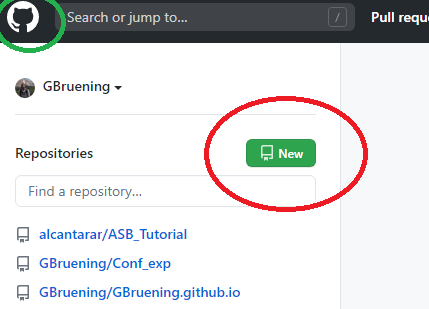 Search or jump to... / Pull reque
GBruening
Repositories New
Find a repository...
alcantarar/ASB_Tutorial
GBruening/Conf_exp
GBruening/GBruening.github.io